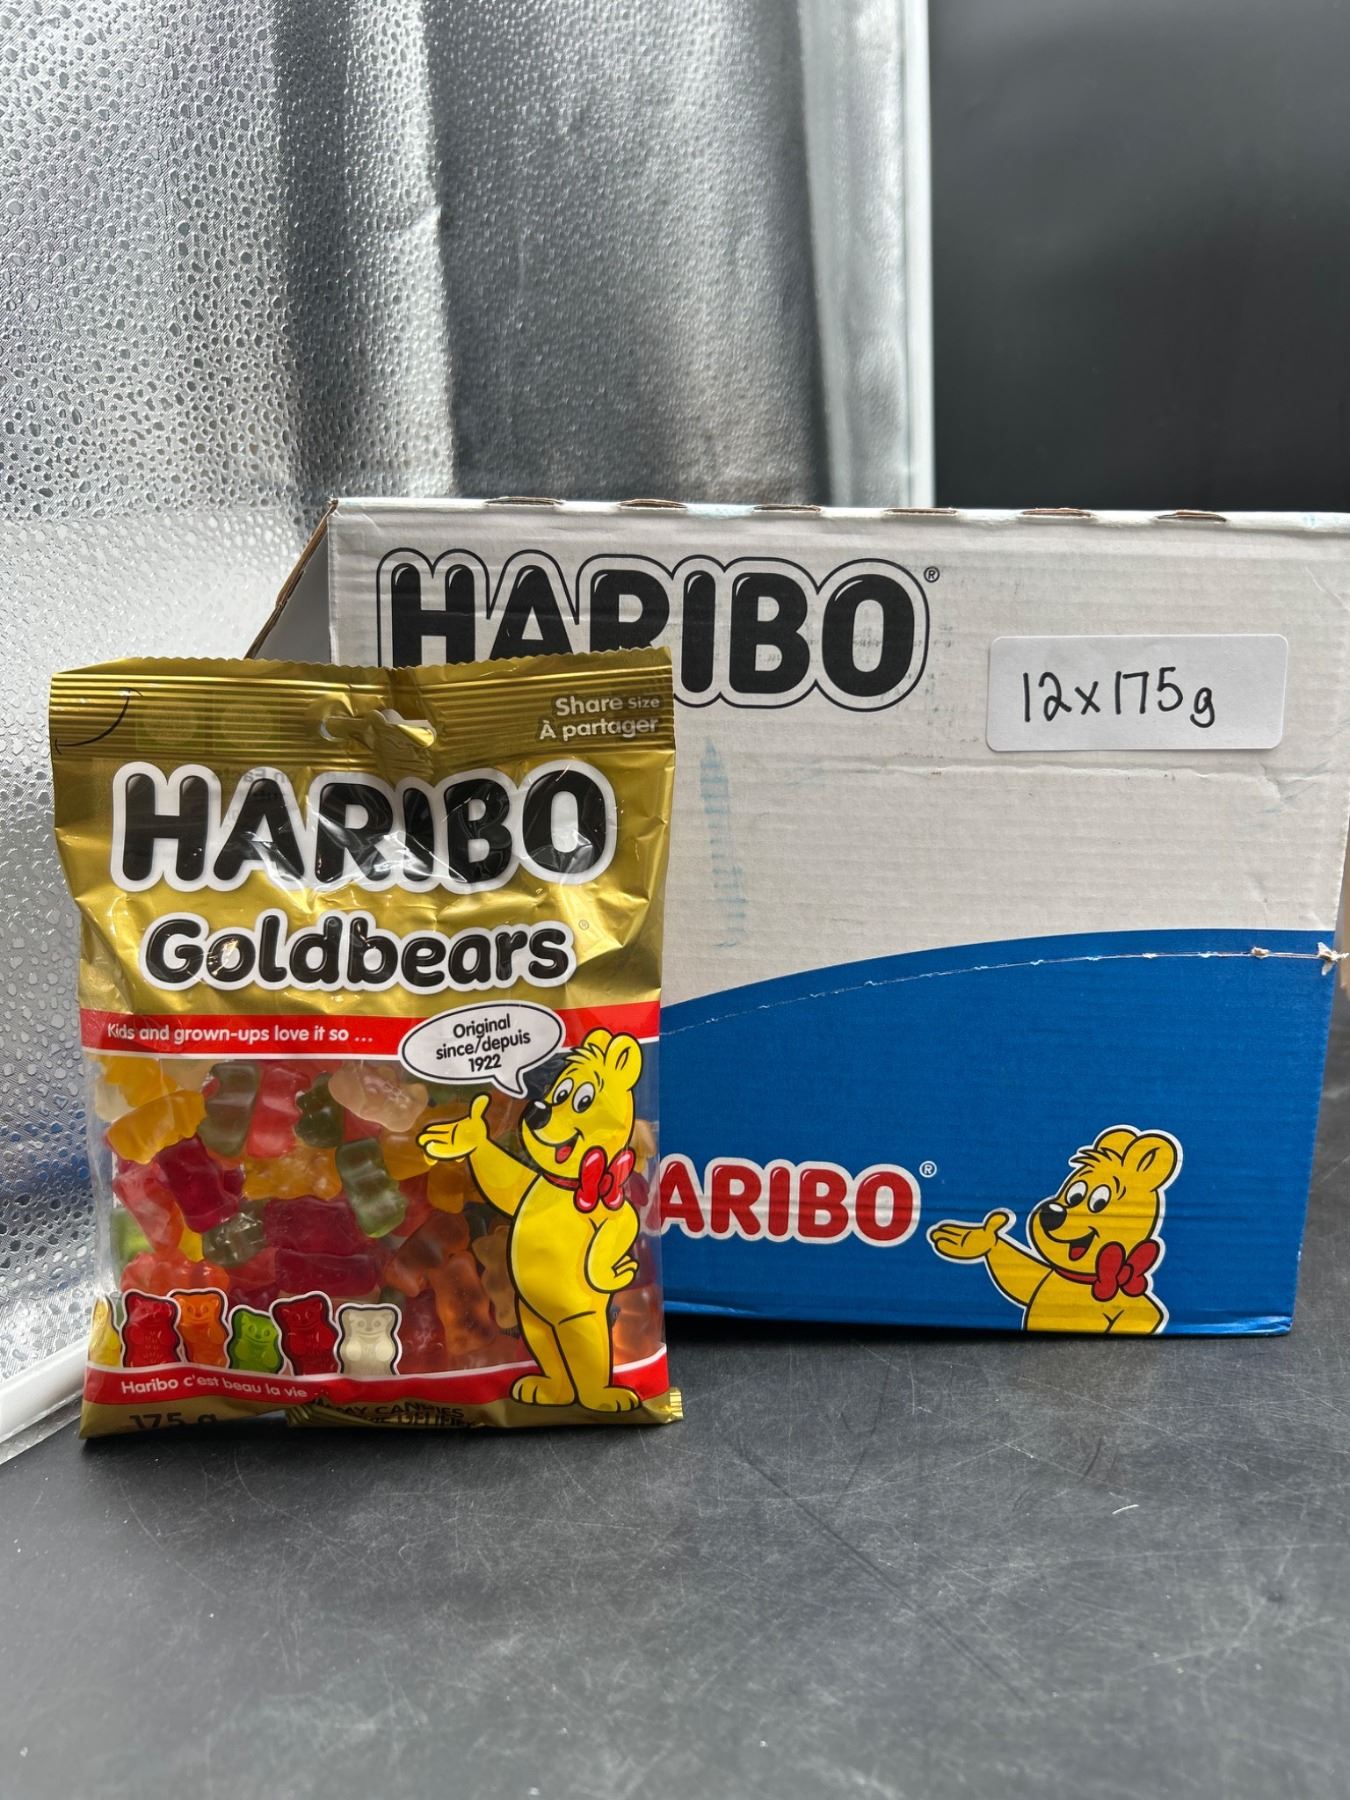 HARIBO®
12x175g
Share Size
À partager
HARIBO
Goldbears®
Kids and grown-ups love it so ...
Original
since/depuis
1922
ARIBO®
Haribo c'est beau la vie
175 g